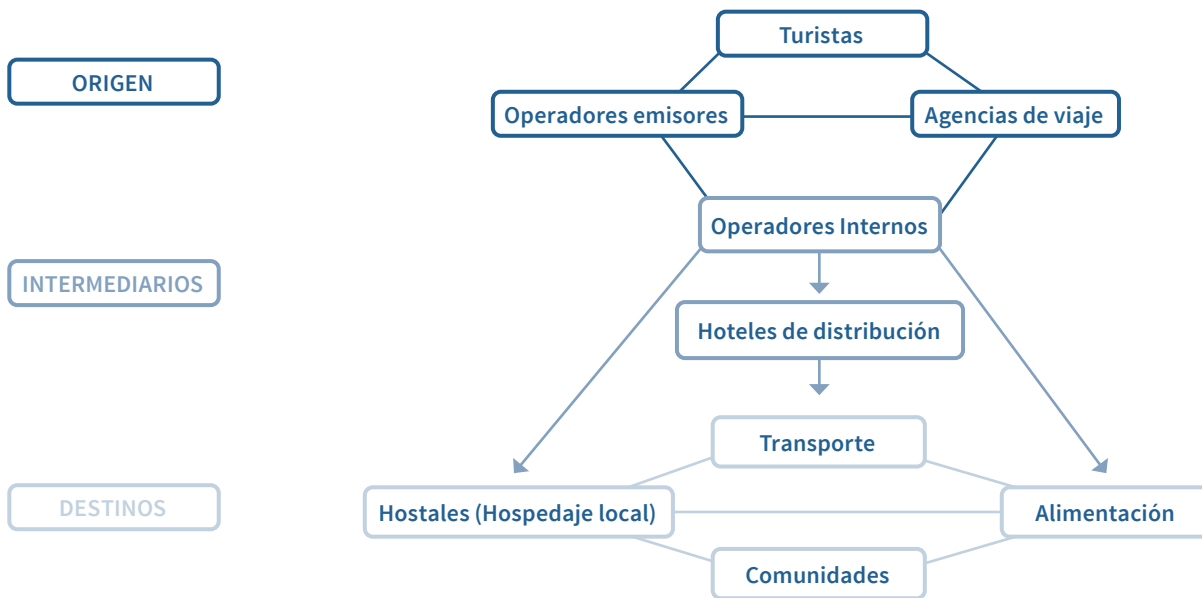 Turistas
ORIGEN
Operadores emisores
Agencias de viaje
Operadores Internos
INTERMEDIARIOS
Hoteles de distribución
Transporte
DESTINOS
Hostales (Hospedaje local)
Alimentación
Comunidades